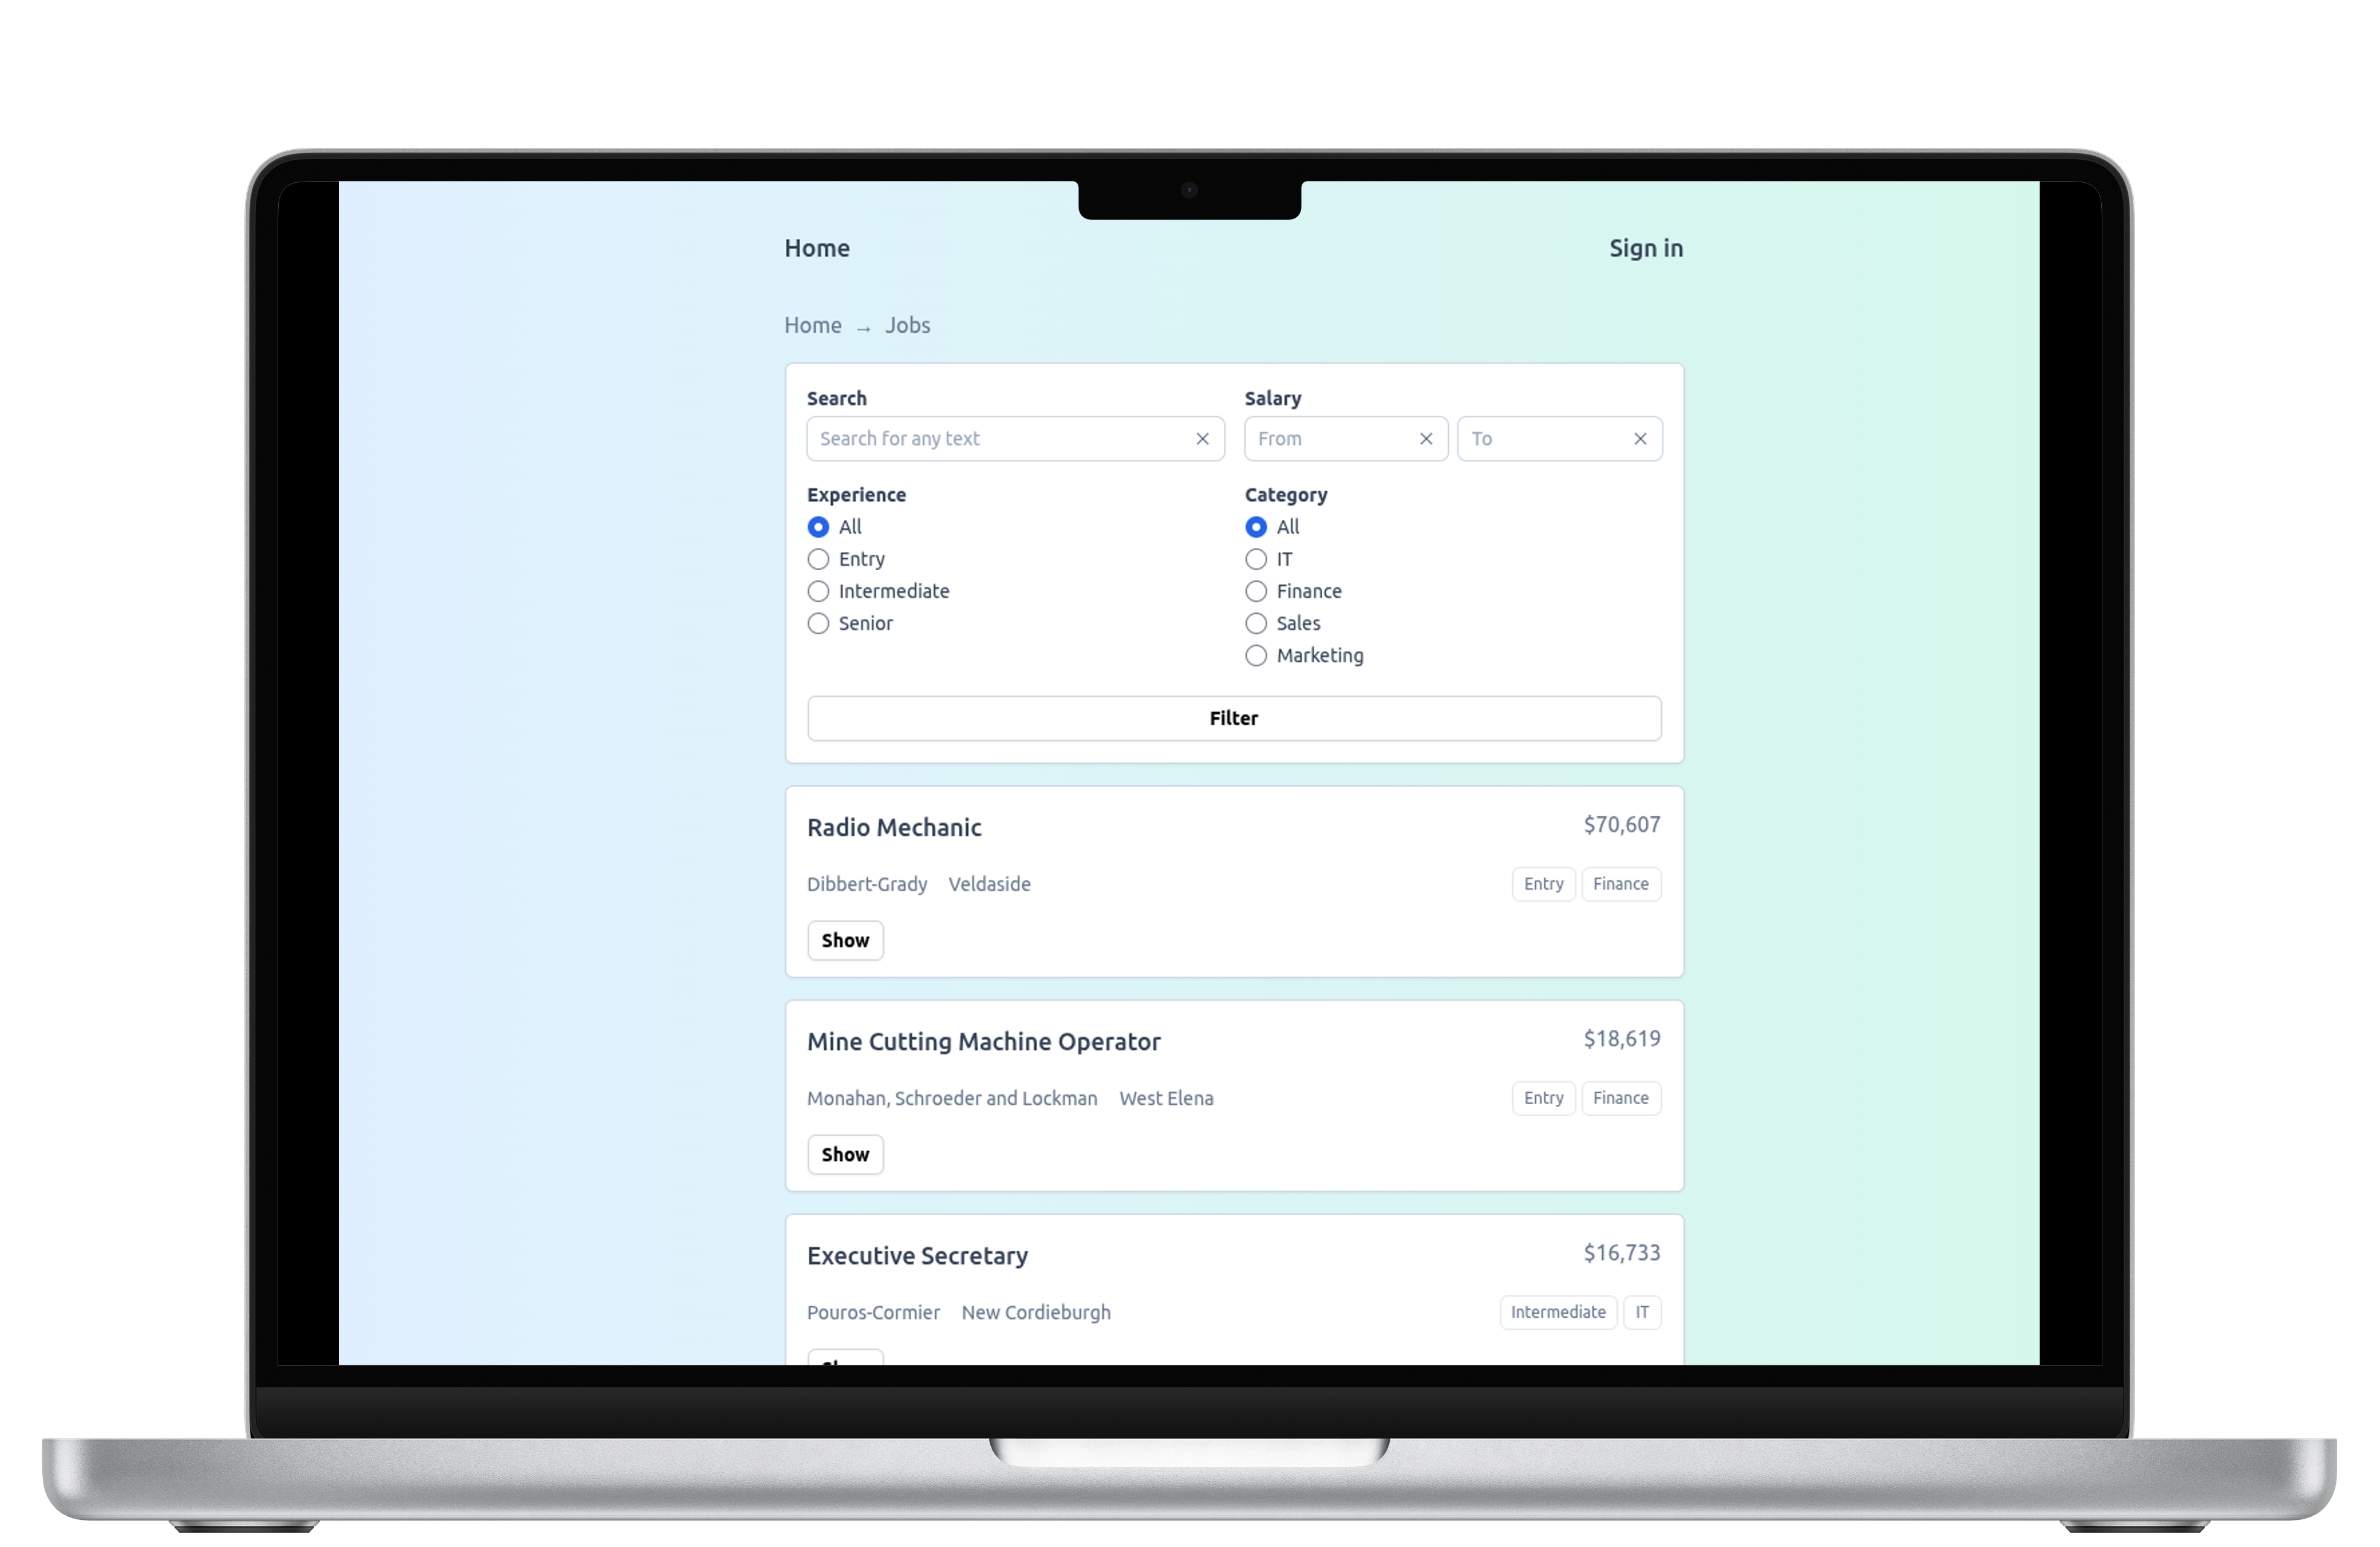 Home Sign in
Home → Jobs
Search Salary
Search for any text From To
Experience Category
All All
Entry IT
Intermediate Finance
Senior Sales
Marketing
Filter
Radio Mechanic $70,607
Dibbert-Grady Veldaside Entry Finance
Show
Mine Cutting Machine Operator $18,619
Monahan, Schroeder and Lockman West Elena Entry Finance
Show
Executive Secretary $16,733
Pouros-Cormier New Cordieburgh Intermediate IT